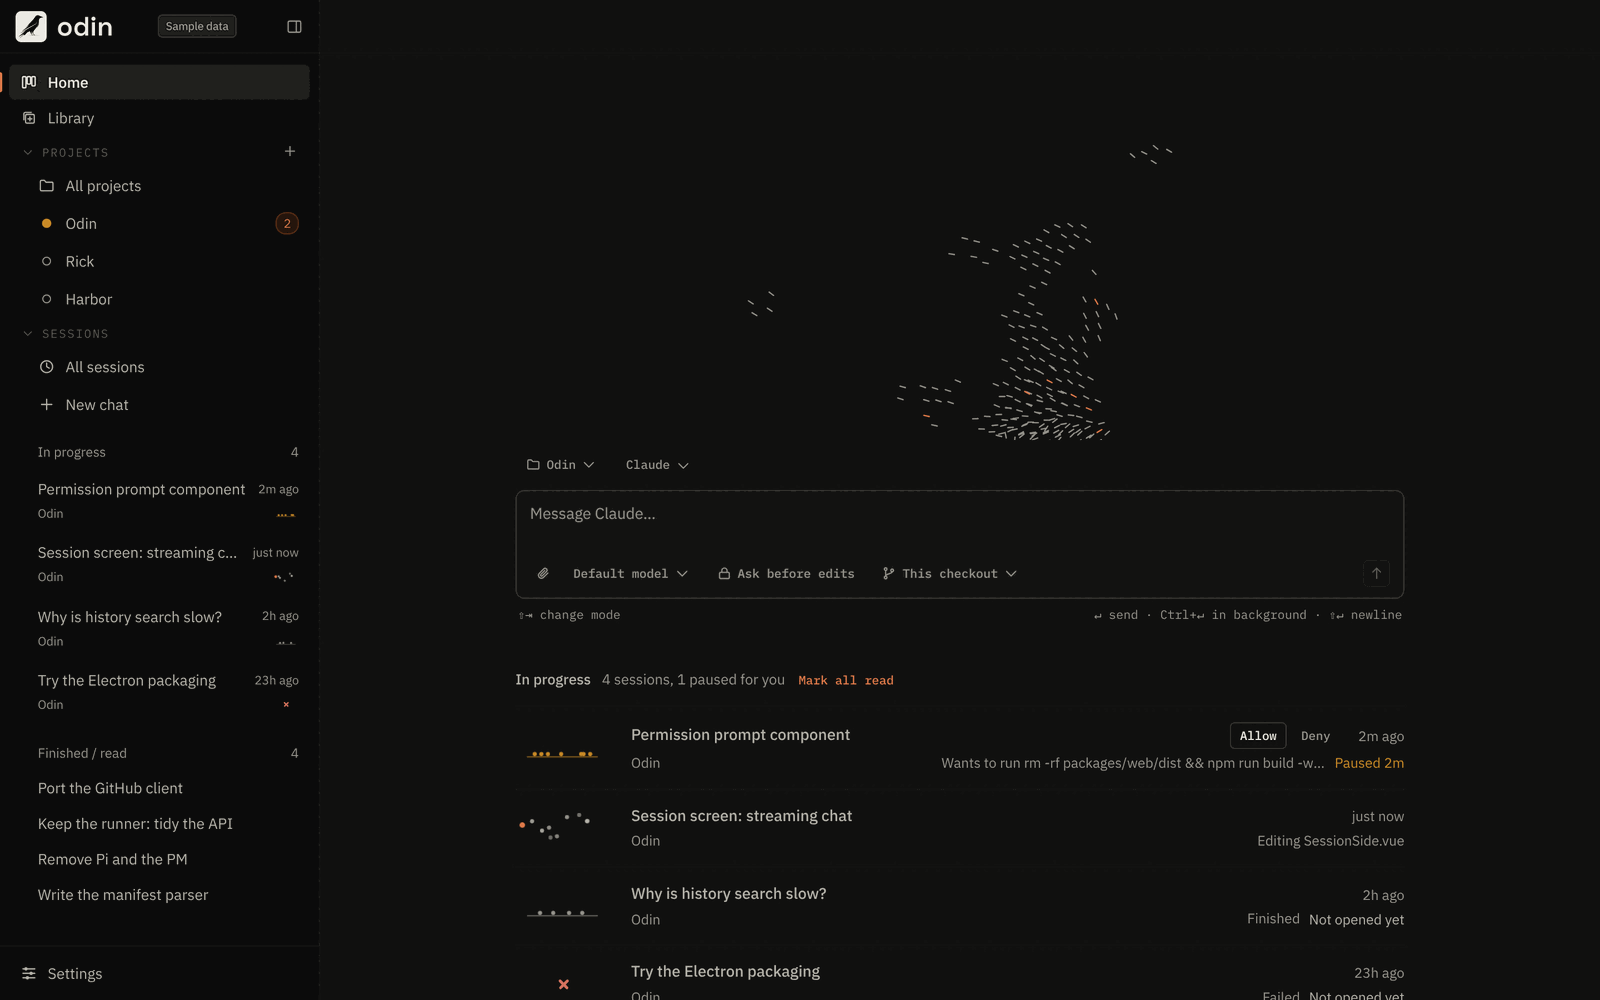 odin
Sample data
Home
Library
PROJECTS
All projects
Odin
2
Rick
Harbor
SESSIONS
All sessions
New chat
In progress
4
Permission prompt component
2m ago
Odin
Session screen: streaming c...
just now
Odin
Why is history search slow?
2h ago
Odin
Try the Electron packaging
23h ago
Odin
Finished / read
4
Port the GitHub client
Keep the runner: tidy the API
Remove Pi and the PM
Write the manifest parser
Settings
Odin
Claude
Message Claude...
Default model
Ask before edits
This checkout
⇧⇥ change mode
↵ send · Ctrl+↵ in background · ⇧↵ newline
In progress
4 sessions, 1 paused for you
Mark all read
Permission prompt component
Allow
Deny
2m ago
Odin
Wants to run rm -rf packages/web/dist && npm run build -w...
Paused 2m
Session screen: streaming chat
just now
Odin
Editing SessionSide.vue
Why is history search slow?
2h ago
Odin
Finished
Not opened yet
Try the Electron packaging
23h ago
Odin
Failed
Not opened yet